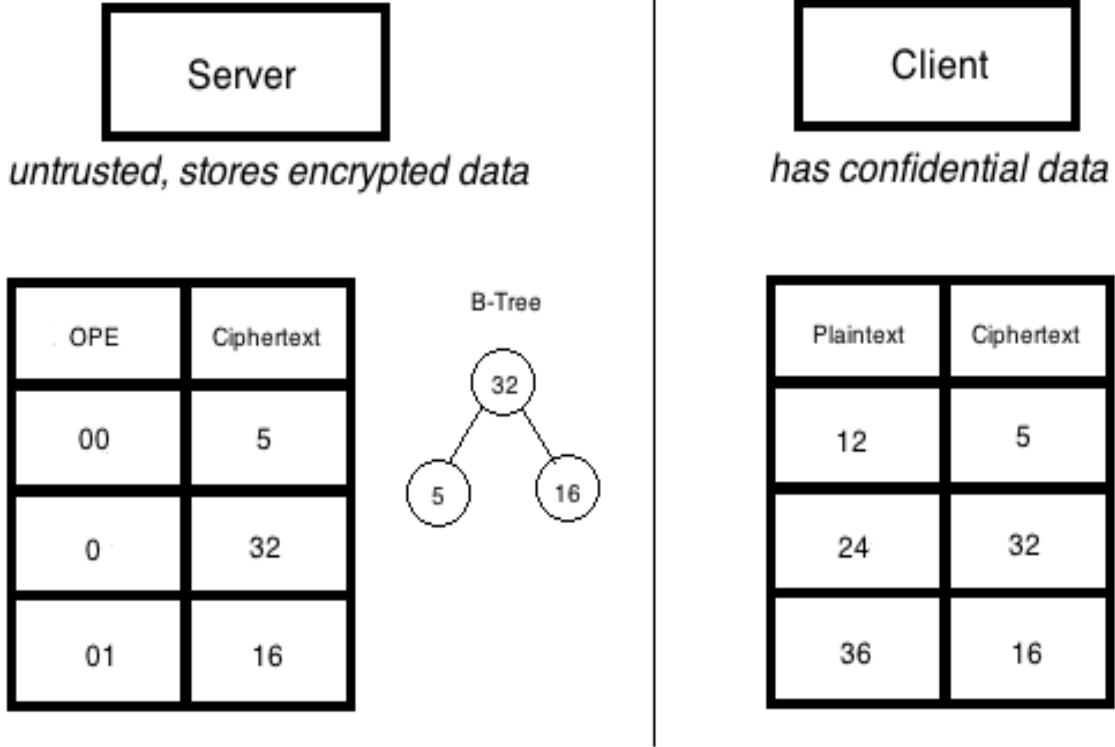 Server
untrusted, stores encrypted data
OPE Ciphertext
00 5
0 32
01 16
B-Tree
32
5 16
Client
has confidential data
Plaintext Ciphertext
12 5
24 32
36 16